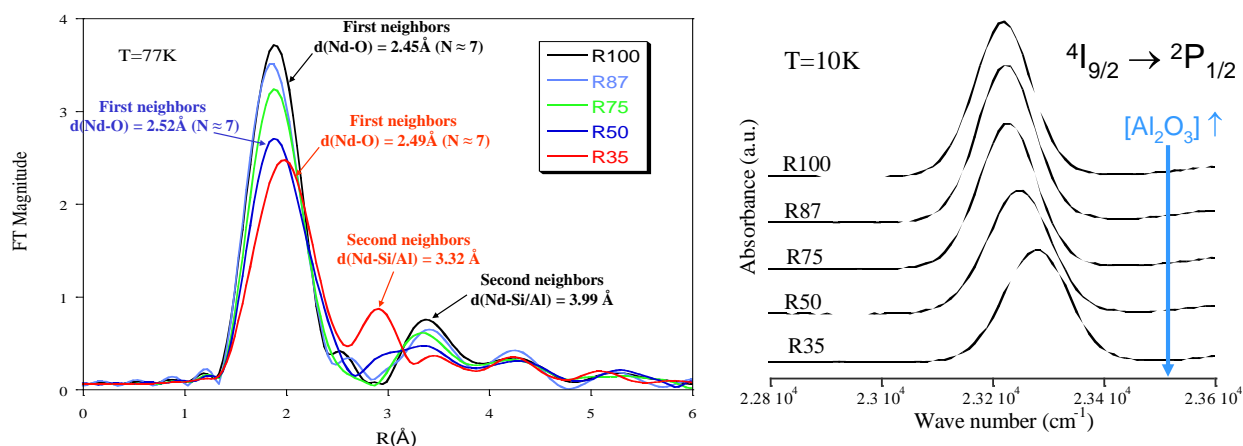 T=77K
First neighbors
d(Nd-O) = 2.45Å (N ≈ 7)
First neighbors
d(Nd-O) = 2.52Å (N ≈ 7)
First neighbors
d(Nd-O) = 2.49Å (N ≈ 7)
Second neighbors
d(Nd-Si/Al) = 3.32 Å
Second neighbors
d(Nd-Si/Al) = 3.99 Å
R100
R87
R75
R50
R35
FT Magnitude
4
3
2
1
0
0 1 2 3 4 5 6
R(Å)
T=10K
⁴I₉/₂ → ²P₁/₂
[Al₂O₃] ↑
R100
R87
R75
R50
R35
Absorbance (a.u.)
2.28 10⁴ 2.3 10⁴ 2.32 10⁴ 2.34 10⁴ 2.36 10⁴
Wave number (cm⁻¹)